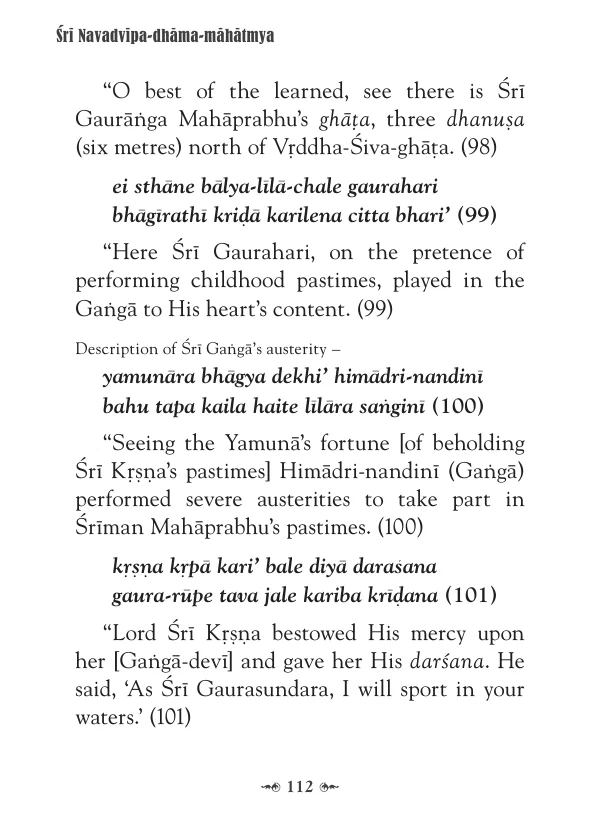 Śrī Navadvīpa-dhāma-māhātmya
“O best of the learned, see there is Śrī
Gaurāṅga Mahāprabhu’s ghāṭa, three dhanuṣa
(six metres) north of Vṛddha-Śiva-ghāṭa. (98)
ei sthāne bālya-līlā-chale gaurahari
bhāgīrathī kriḍā karilena citta bhari’ (99)
“Here Śrī Gaurahari, on the pretence of
performing childhood pastimes, played in the
Gaṅgā to His heart’s content. (99)
Description of Śrī Gaṅgā’s austerity –
yamunāra bhāgya dekhi’ himādri-nandinī
bahu tapa kaila haite līlāra saṅginī (100)
“Seeing the Yamunā’s fortune [of beholding
Śrī Kṛṣṇa’s pastimes] Himādri-nandinī (Gaṅgā)
performed severe austerities to take part in
Śrīman Mahāprabhu’s pastimes. (100)
kṛṣṇa kṛpā kari’ bale diyā daraśana
gaura-rūpe tava jale kariba krīḍana (101)
“Lord Śrī Kṛṣṇa bestowed His mercy upon
her [Gaṅgā-devī] and gave her His darśana. He
said, ‘As Śrī Gaurasundara, I will sport in your
waters.’ (101)
112